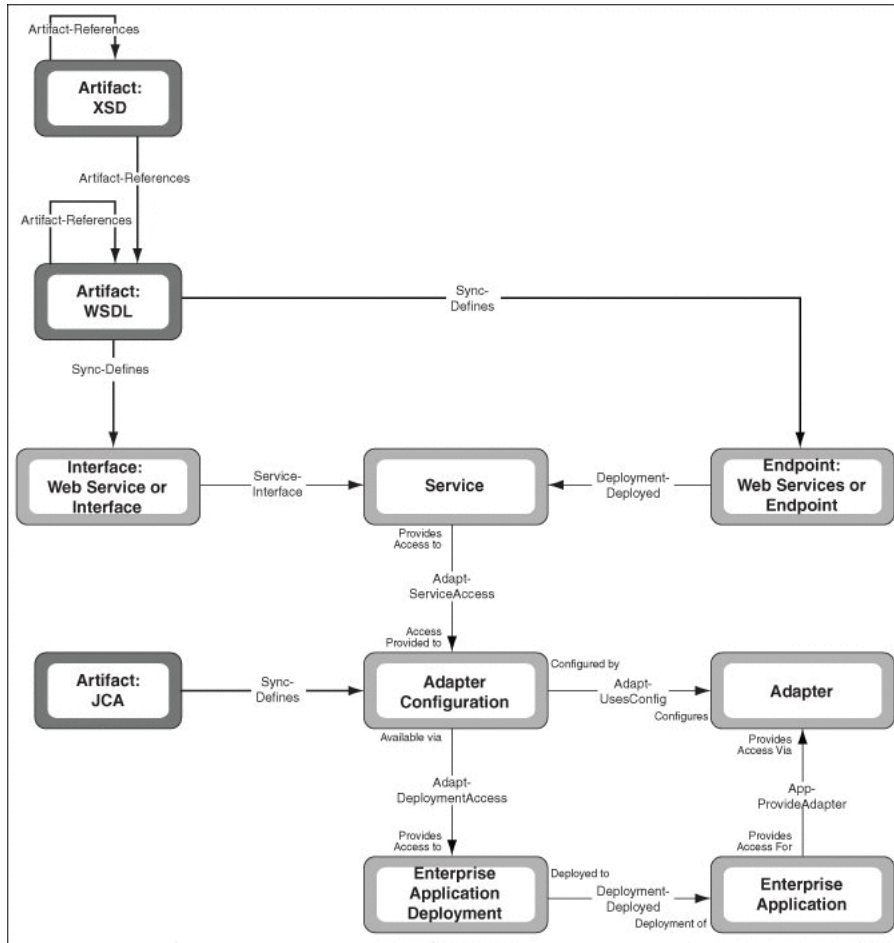 Artifact-References
Artifact:
XSD
Artifact-References
Artifact-References
Artifact:
WSDL
Sync-
Defines
Sync-Defines
Interface:
Web Service or
Interface
Service-
Interface
Service
Deployment-
Deployed
Endpoint:
Web Services or
Endpoint
Provides
Access to
Adapt-
ServiceAccess
Access
Provided to
Artifact:
JCA
Sync-
Defines
Adapter
Configuration
Configured by
Adapt-
UsesConfig
Configures
Adapter
Available via
Provides
Access Via
Adapt-
DeploymentAccess
App-
ProvideAdapter
Provides
Access to
Provides
Access For
Enterprise
Application
Deployment
Deployed to
Deployment-
Deployed
Deployment of
Enterprise
Application